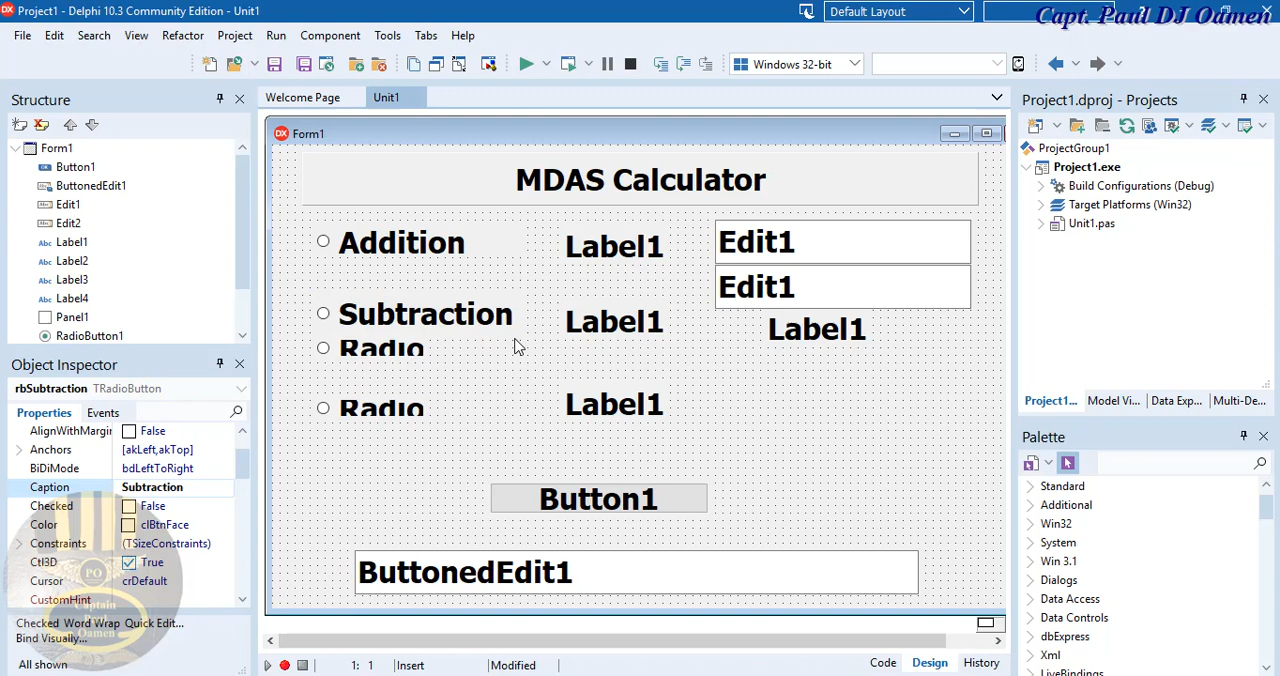 Project1 - Delphi 10.3 Community Edition - Unit1
Default Layout
Capt. Paul DJ Oamen
File Edit Search View Refactor Project Run Component Tools Tabs Help
Windows 32-bit
Structure
Form1
Button1
ButtonedEdit1
Edit1
Edit2
Label1
Label2
Label3
Label4
Panel1
RadioButton1
Object Inspector
rbSubtraction TRadioButton
Properties Events
AlignWithMargin False
Anchors [akLeft,akTop]
BiDiMode bdLeftToRight
Caption Subtraction
Checked False
Color clBtnFace
Constraints (TSizeConstraints)
Ctl3D True
Cursor crDefault
CustomHint
PO
Captain
Paul
Oamen
Checked Word Wrap Quick Edit...
Bind Visually...
All shown
Welcome Page Unit1
Form1
MDAS Calculator
Addition Label1 Edit1
Edit1
Subtraction Label1 Label1
Radio
Radio Label1
Button1
ButtonedEdit1
1: 1 Insert Modified Code Design History
Project1.dproj - Projects
ProjectGroup1
Project1.exe
Build Configurations (Debug)
Target Platforms (Win32)
Unit1.pas
Project1... Model Vi... Data Exp... Multi-De...
Palette
Standard
Additional
Win32
System
Win 3.1
Dialogs
Data Access
Data Controls
dbExpress
Xml
LiveBindings